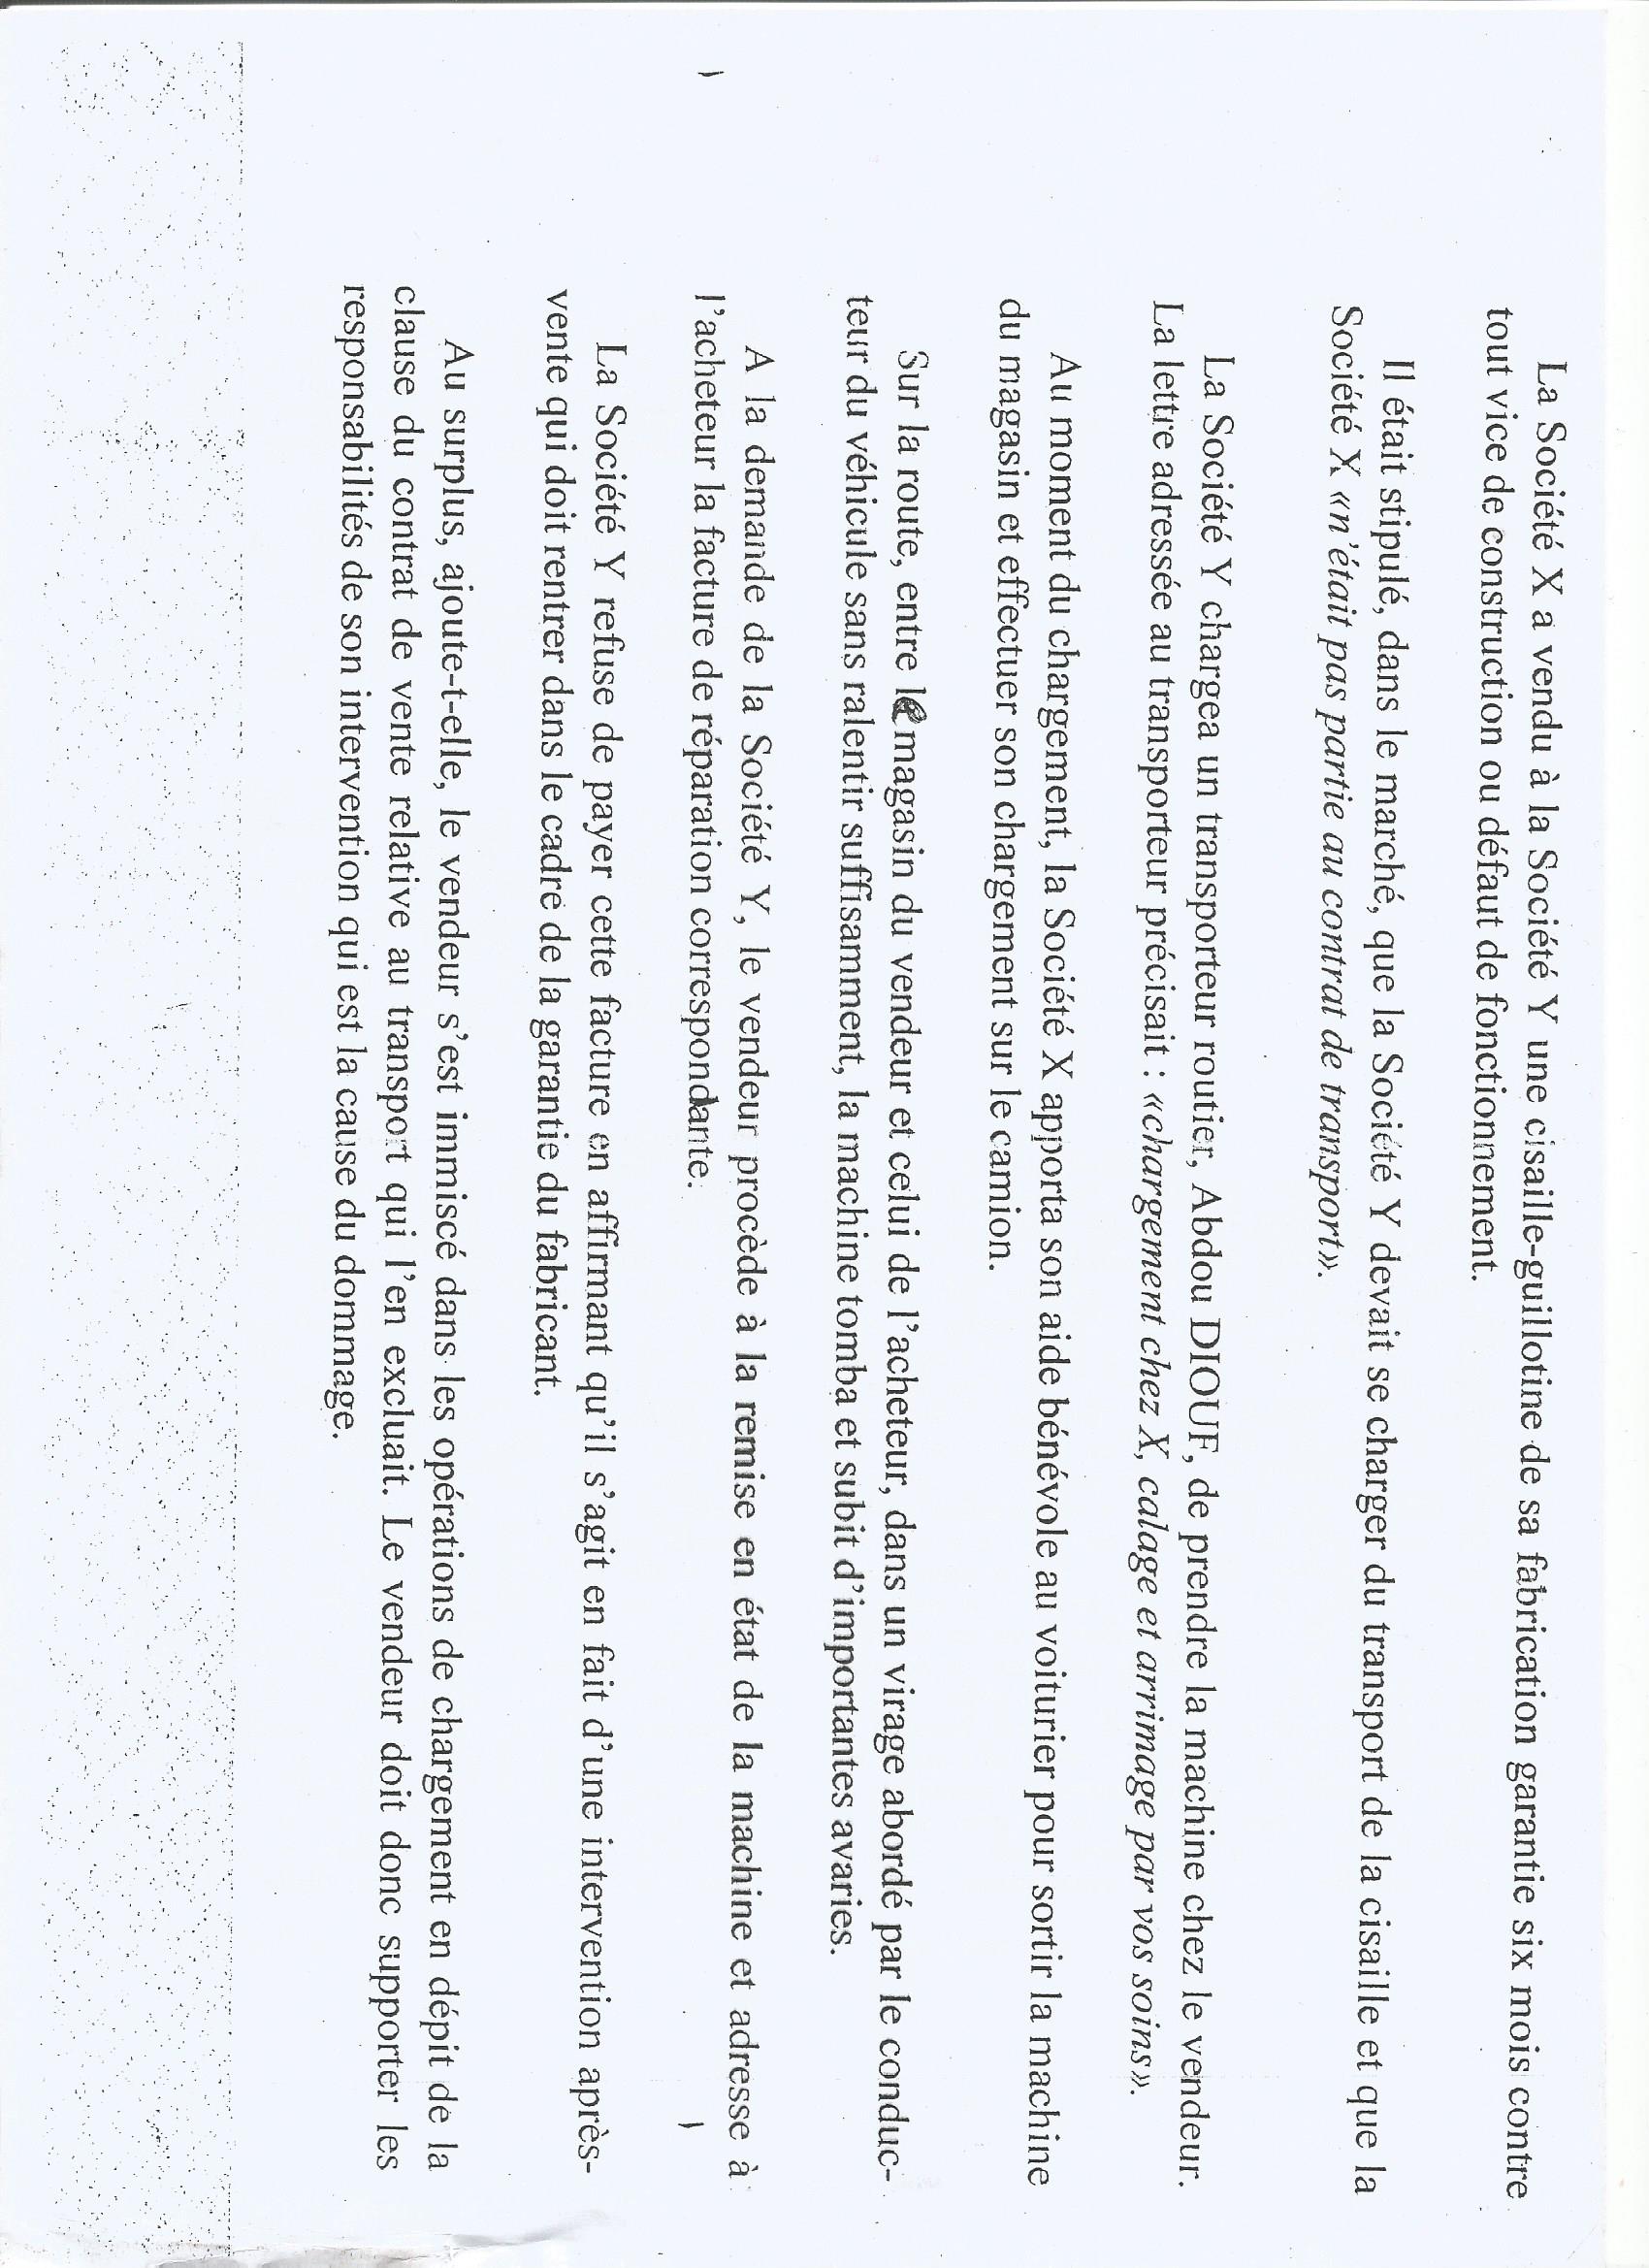 La Société X a vendu à la Société Y une cisaille-guillotine de sa fabrication garantie six mois contre
tout vice de construction ou défaut de fonctionnement.
Il était stipulé, dans le marché, que la Société Y devait se charger du transport de la cisaille et que la
Société X «n'était pas partie au contrat de transport».
La Société Y chargea un transporteur routier, Abdou DIOUF, de prendre la machine chez le vendeur.
La lettre adressée au transporteur précisait : «chargement chez X, calage et arrimage par vos soins».
Au moment du chargement, la Société X apporta son aide bénévole au voiturier pour sortir la machine
du magasin et effectuer son chargement sur le camion.
Sur la route, entre le magasin du vendeur et celui de l'acheteur, dans un virage abordé par le conduc-
teur du véhicule sans ralentir suffisamment, la machine tomba et subit d'importantes avaries.
A la demande de la Société Y, le vendeur procède à la remise en état de la machine et adresse à
l'acheteur la facture de réparation correspondante.
La Société Y refuse de payer cette facture en affirmant qu'il s'agit en fait d'une intervention après-
vente qui doit rentrer dans le cadre de la garantie du fabricant.
Au surplus, ajoute-t-elle, le vendeur s'est immiscé dans les opérations de chargement en dépit de la
clause du contrat de vente relative au transport qui l'en excluait. Le vendeur doit donc supporter les
responsabilités de son intervention qui est la cause du dommage.